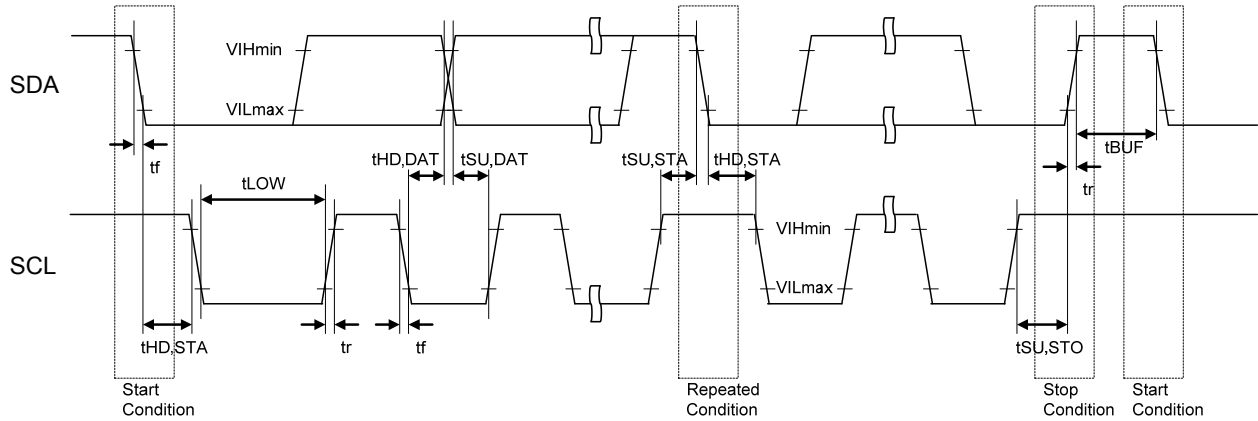 SDA
VIHmin
VILmax
tf
tHD,DAT
tSU,DAT
tSU,STA
tHD,STA
tBUF
tr
tLOW
SCL
VIHmin
VILmax
tHD,STA
tr
tf
tSU,STO
Start
Condition
Repeated
Condition
Stop
Condition
Start
Condition